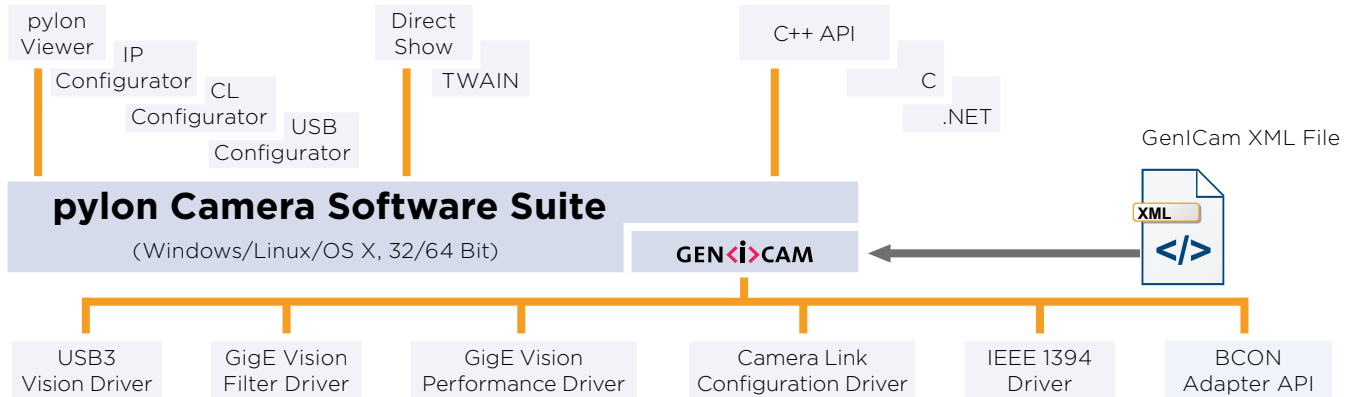 pylon
Viewer
IP
Configurator
CL
Configurator
USB
Configurator
Direct
Show
TWAIN
C++ API
C
.NET
GenICam XML File
XML
</>
pylon Camera Software Suite
(Windows/Linux/OS X, 32/64 Bit)
GEN<i>CAM
USB3
Vision Driver
GigE Vision
Filter Driver
GigE Vision
Performance Driver
Camera Link
Configuration Driver
IEEE 1394
Driver
BCON
Adapter API